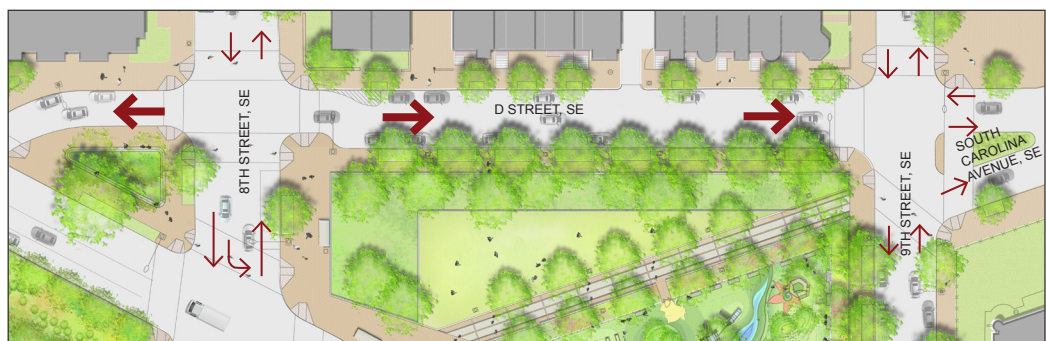 8TH STREET, SE
D STREET, SE
9TH STREET, SE
SOUTH
CAROLINA
AVENUE, SE